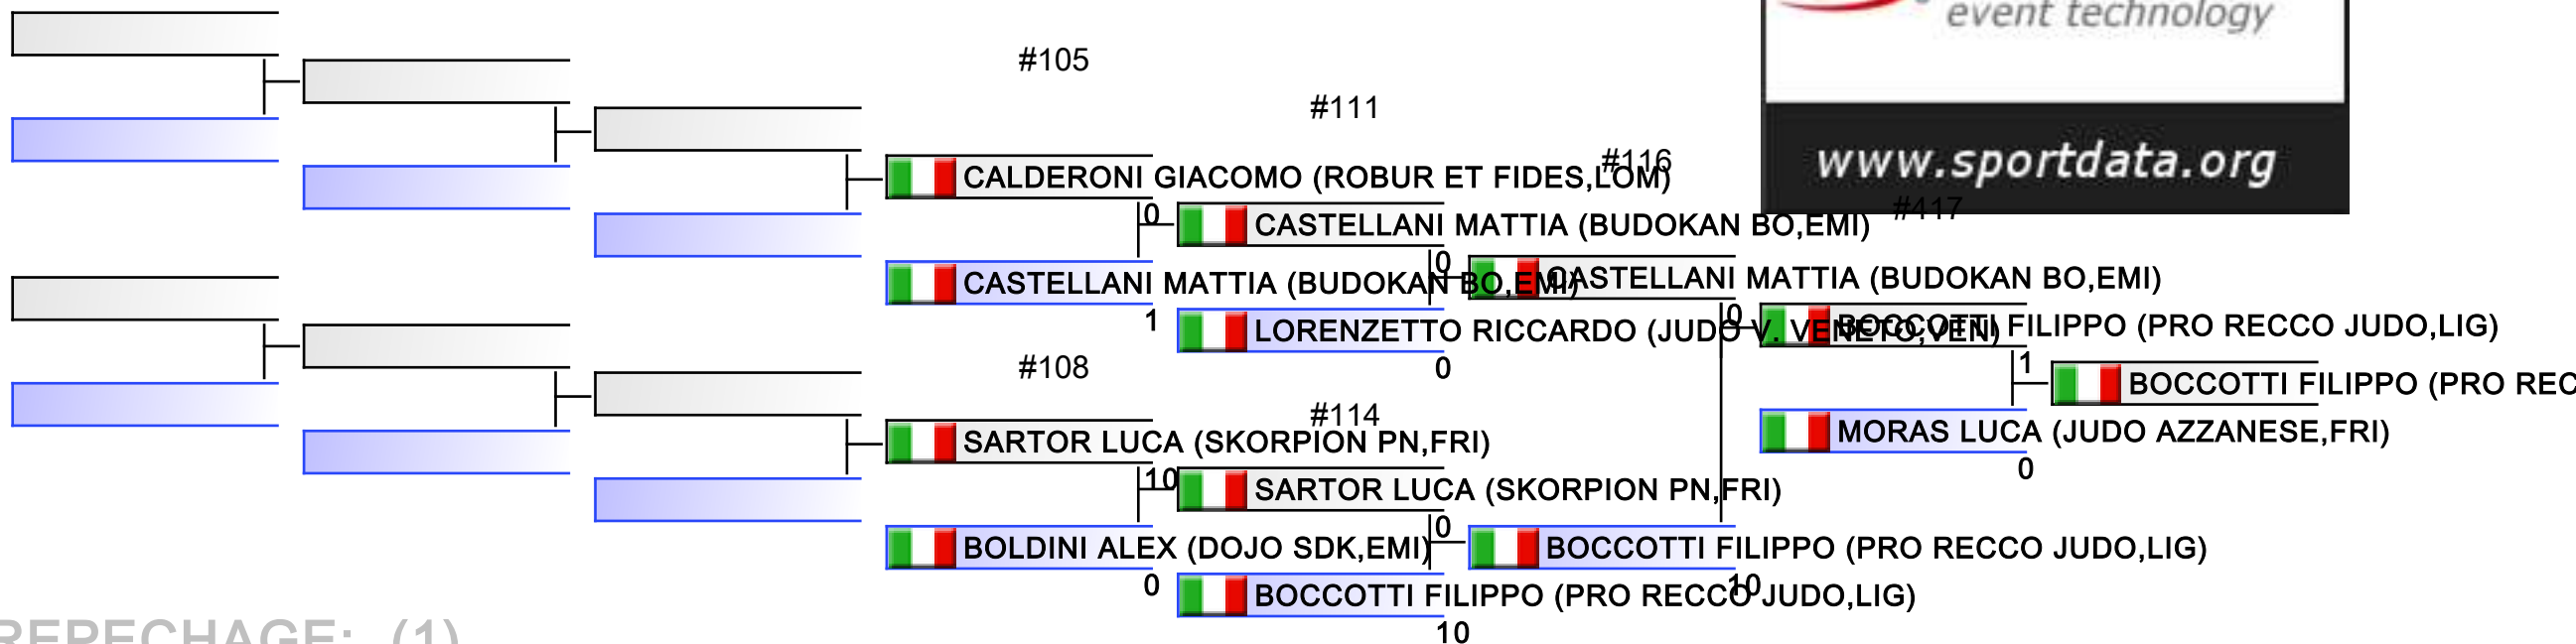 event technology
www.sportdata.org
#105
#111
#116
#417
CALDERONI GIACOMO (ROBUR ET FIDES,LOM)
0
CASTELLANI MATTIA (BUDOKAN BO,EMI)
0
CASTELLANI MATTIA (BUDOKAN BO,EMI)
1
CASTELLANI MATTIA (BUDOKAN BO,EMI)
0
LORENZETTO RICCARDO (JUDO V. VENETO,VEN)
0
BOCCOTTI FILIPPO (PRO RECCO JUDO,LIG)
1
BOCCOTTI FILIPPO (PRO REC
MORAS LUCA (JUDO AZZANESE,FRI)
0
#108
#114
SARTOR LUCA (SKORPION PN,FRI)
10
SARTOR LUCA (SKORPION PN,FRI)
0
BOLDINI ALEX (DOJO SDK,EMI)
0
BOCCOTTI FILIPPO (PRO RECCO JUDO,LIG)
10
BOCCOTTI FILIPPO (PRO RECCO JUDO,LIG)
10
REPECHAGE: (1)